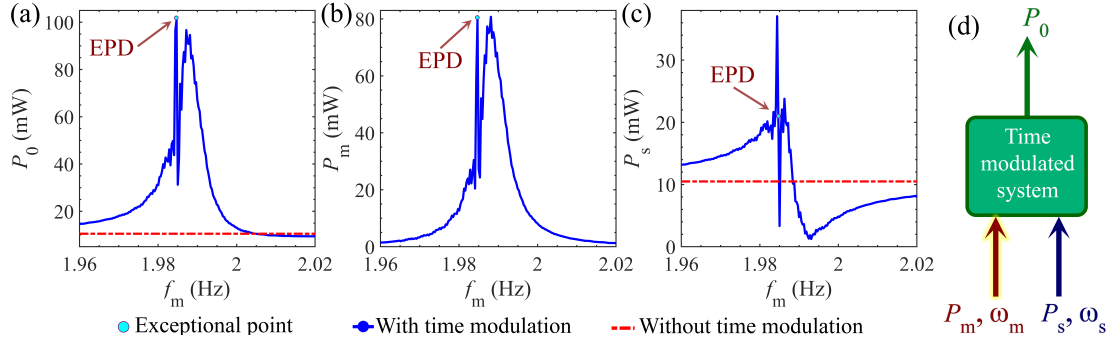 (a)
100
80
60
40
20
P0 (mW)
EPD
1.96
1.98
2
2.02
fm (Hz)
(b)
80
60
40
20
0
Pm (mW)
EPD
1.96
1.98
2
2.02
fm (Hz)
(c)
30
20
10
0
Ps (mW)
EPD
1.96
1.98
2
2.02
fm (Hz)
(d)
P0
Time
modulated
system
Pm, ωm
Ps, ωs
Exceptional point
With time modulation
Without time modulation